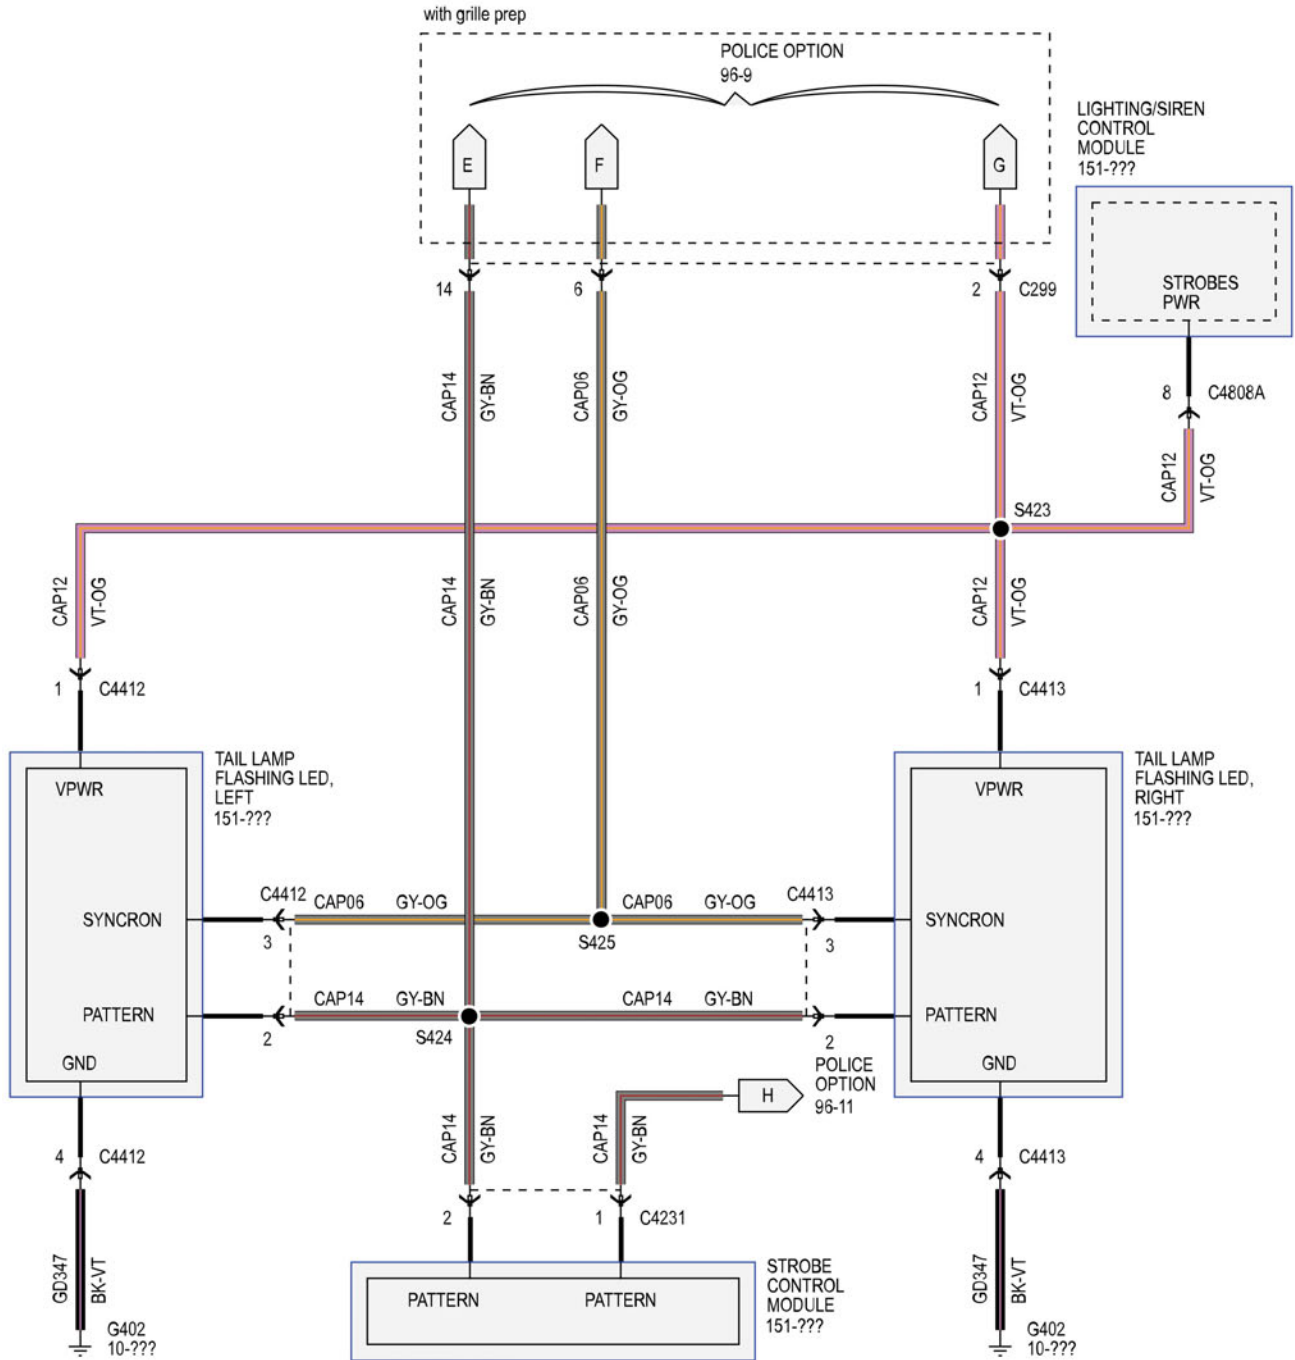 with grille prep
POLICE OPTION
96-9
E
F
G
LIGHTING/SIREN
CONTROL
MODULE
151-???
STROBES
PWR
14
6
2
C299
CAP14
GY-BN
CAP06
GY-OG
CAP12
VT-OG
8
C4808A
CAP12
VT-OG
S423
CAP12
VT-OG
CAP14
GY-BN
CAP06
GY-OG
CAP12
VT-OG
1
C4412
1
C4413
TAIL LAMP
FLASHING LED,
LEFT
151-???
VPWR
TAIL LAMP
FLASHING LED,
RIGHT
151-???
VPWR
SYNCRON
C4412
3
CAP06
GY-OG
S425
CAP06
GY-OG
C4413
3
SYNCRON
PATTERN
2
CAP14
GY-BN
S424
CAP14
GY-BN
2
PATTERN
GND
GND
POLICE
OPTION
96-11
H
CAP14
GY-BN
CAP14
GY-BN
4
C4412
4
C4413
2
1
C4231
GD347
BK-VT
G402
10-???
PATTERN
PATTERN
STROBE
CONTROL
MODULE
151-???
GD347
BK-VT
G402
10-???